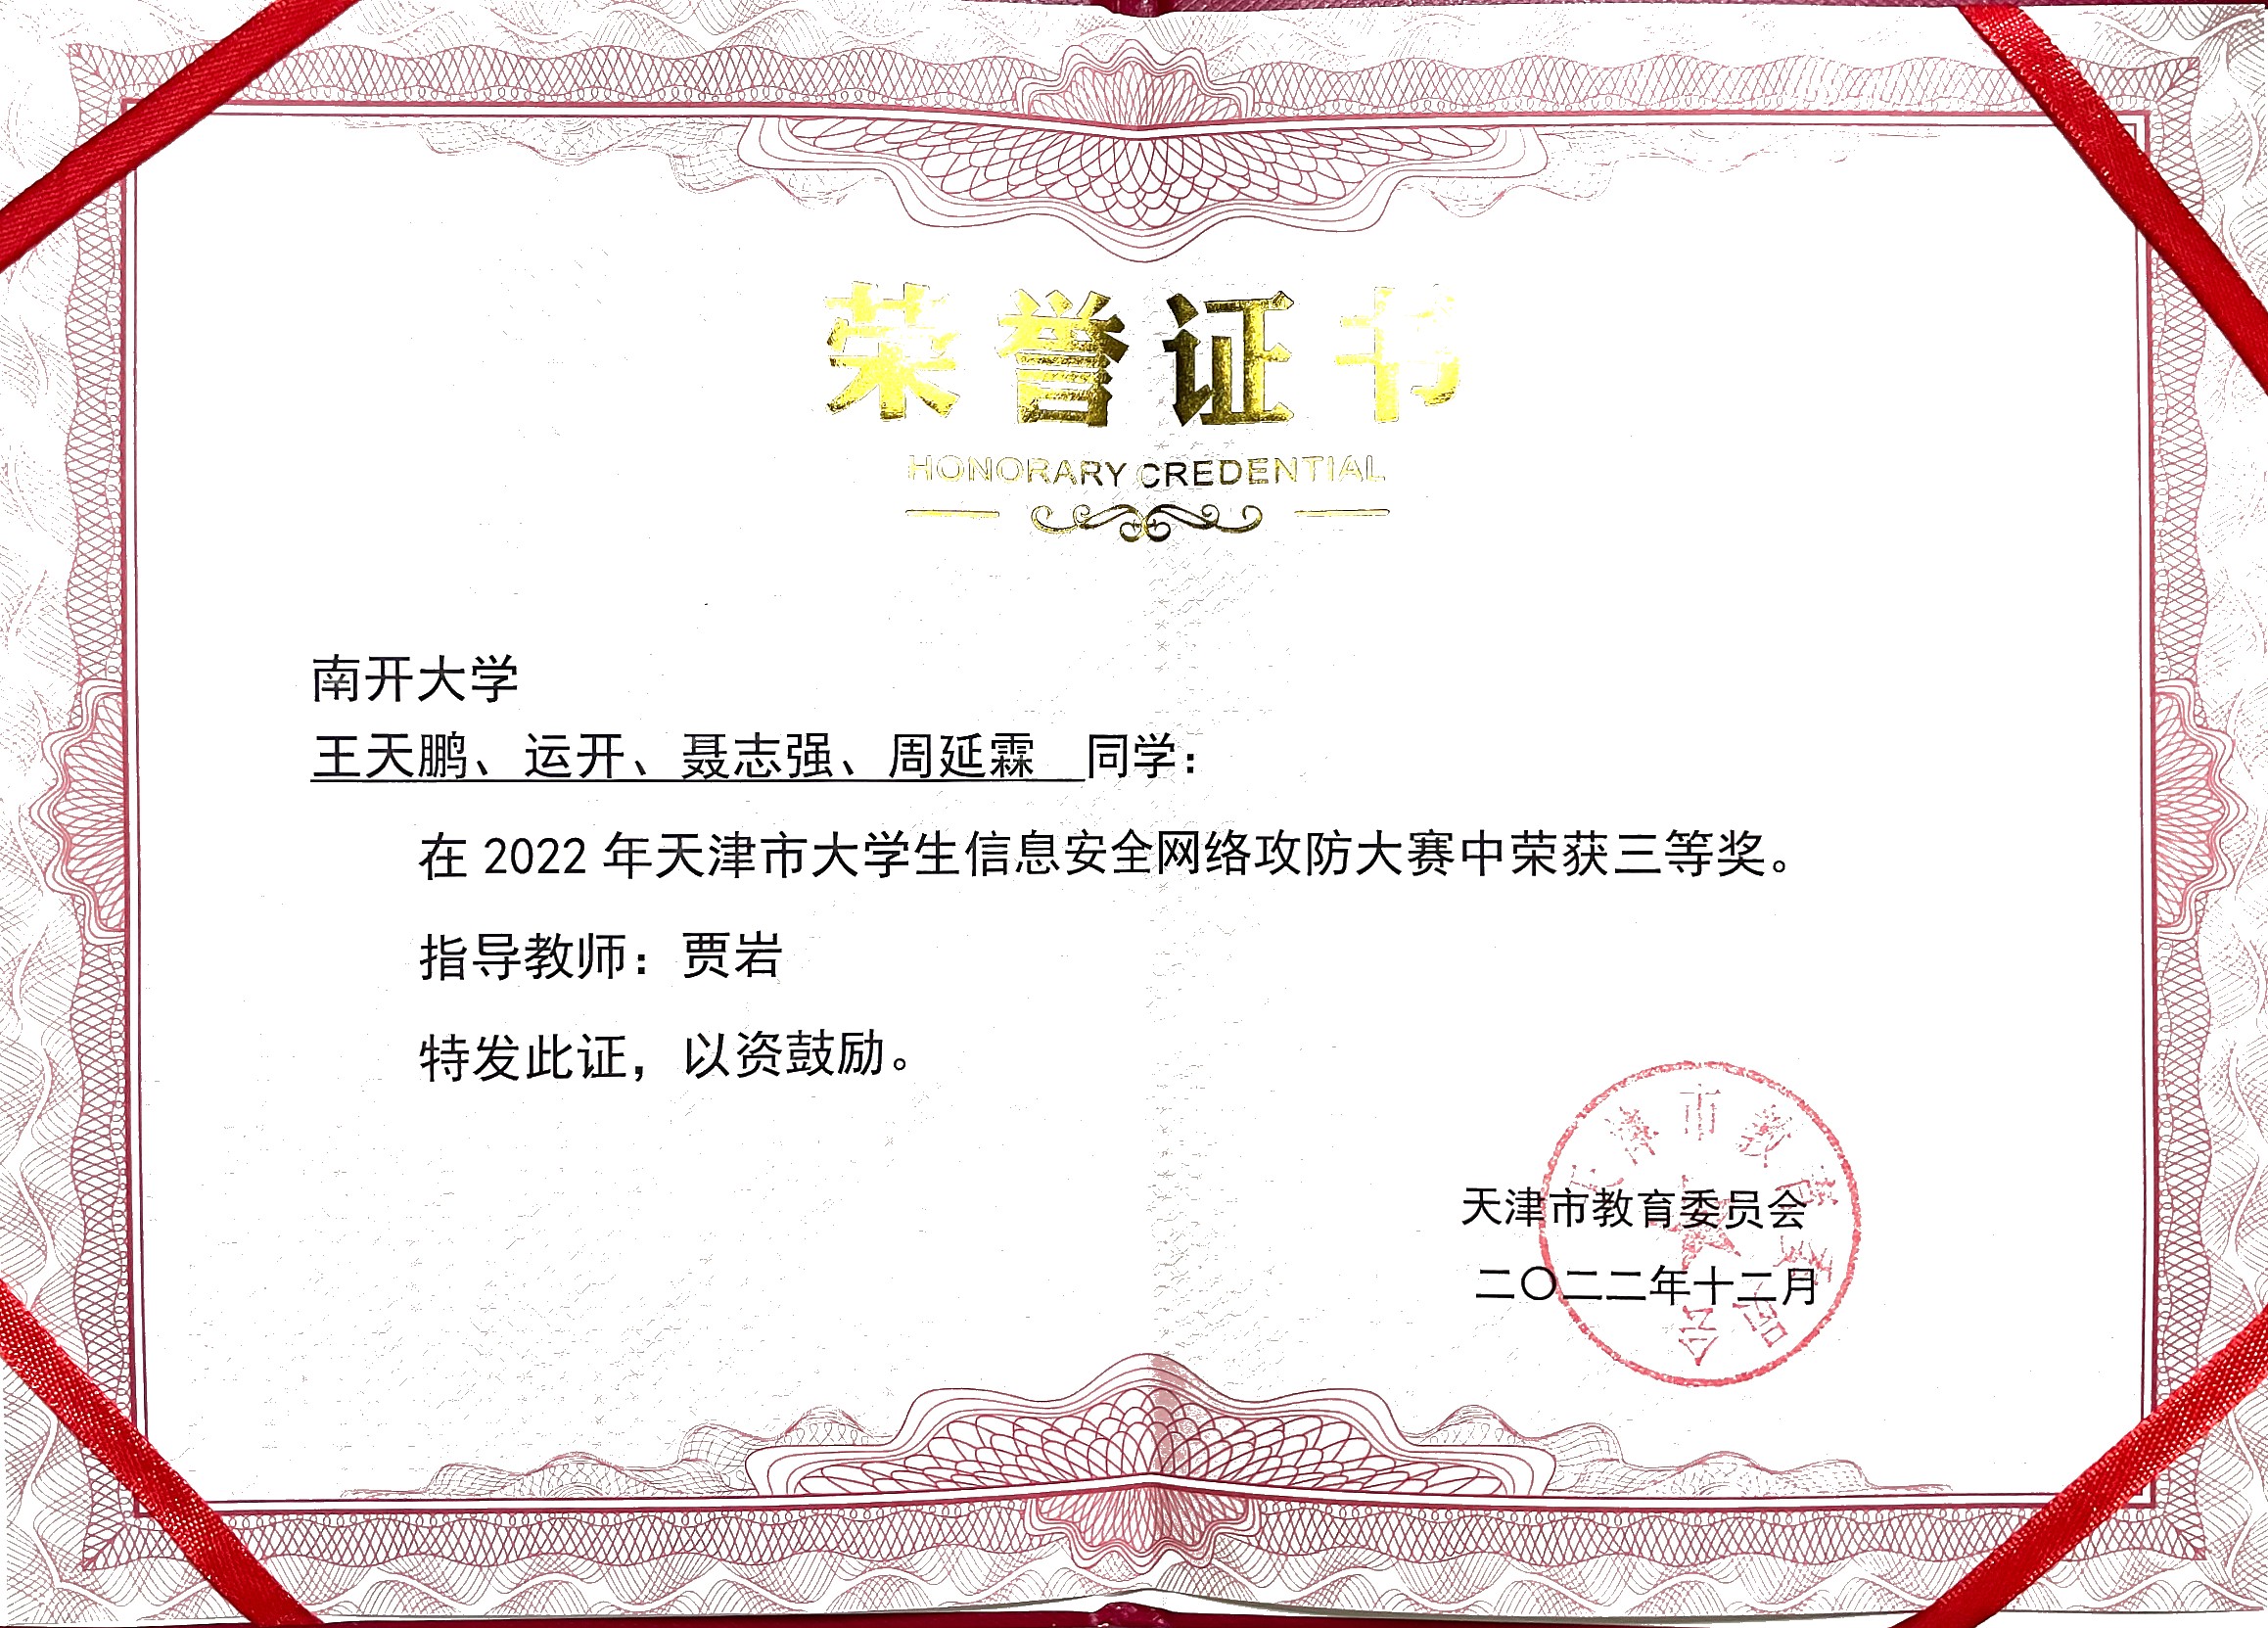 荣誉证书
HONORARY CREDENTIAL
南开大学
王天鹏、运开、聂志强、周延霖 同学：
在 2022 年天津市大学生信息安全网络攻防大赛中荣获三等奖。
指导教师：贾岩
特发此证，以资鼓励。
天津市教育委员会
天津市教育委员会
二〇二二年十二月